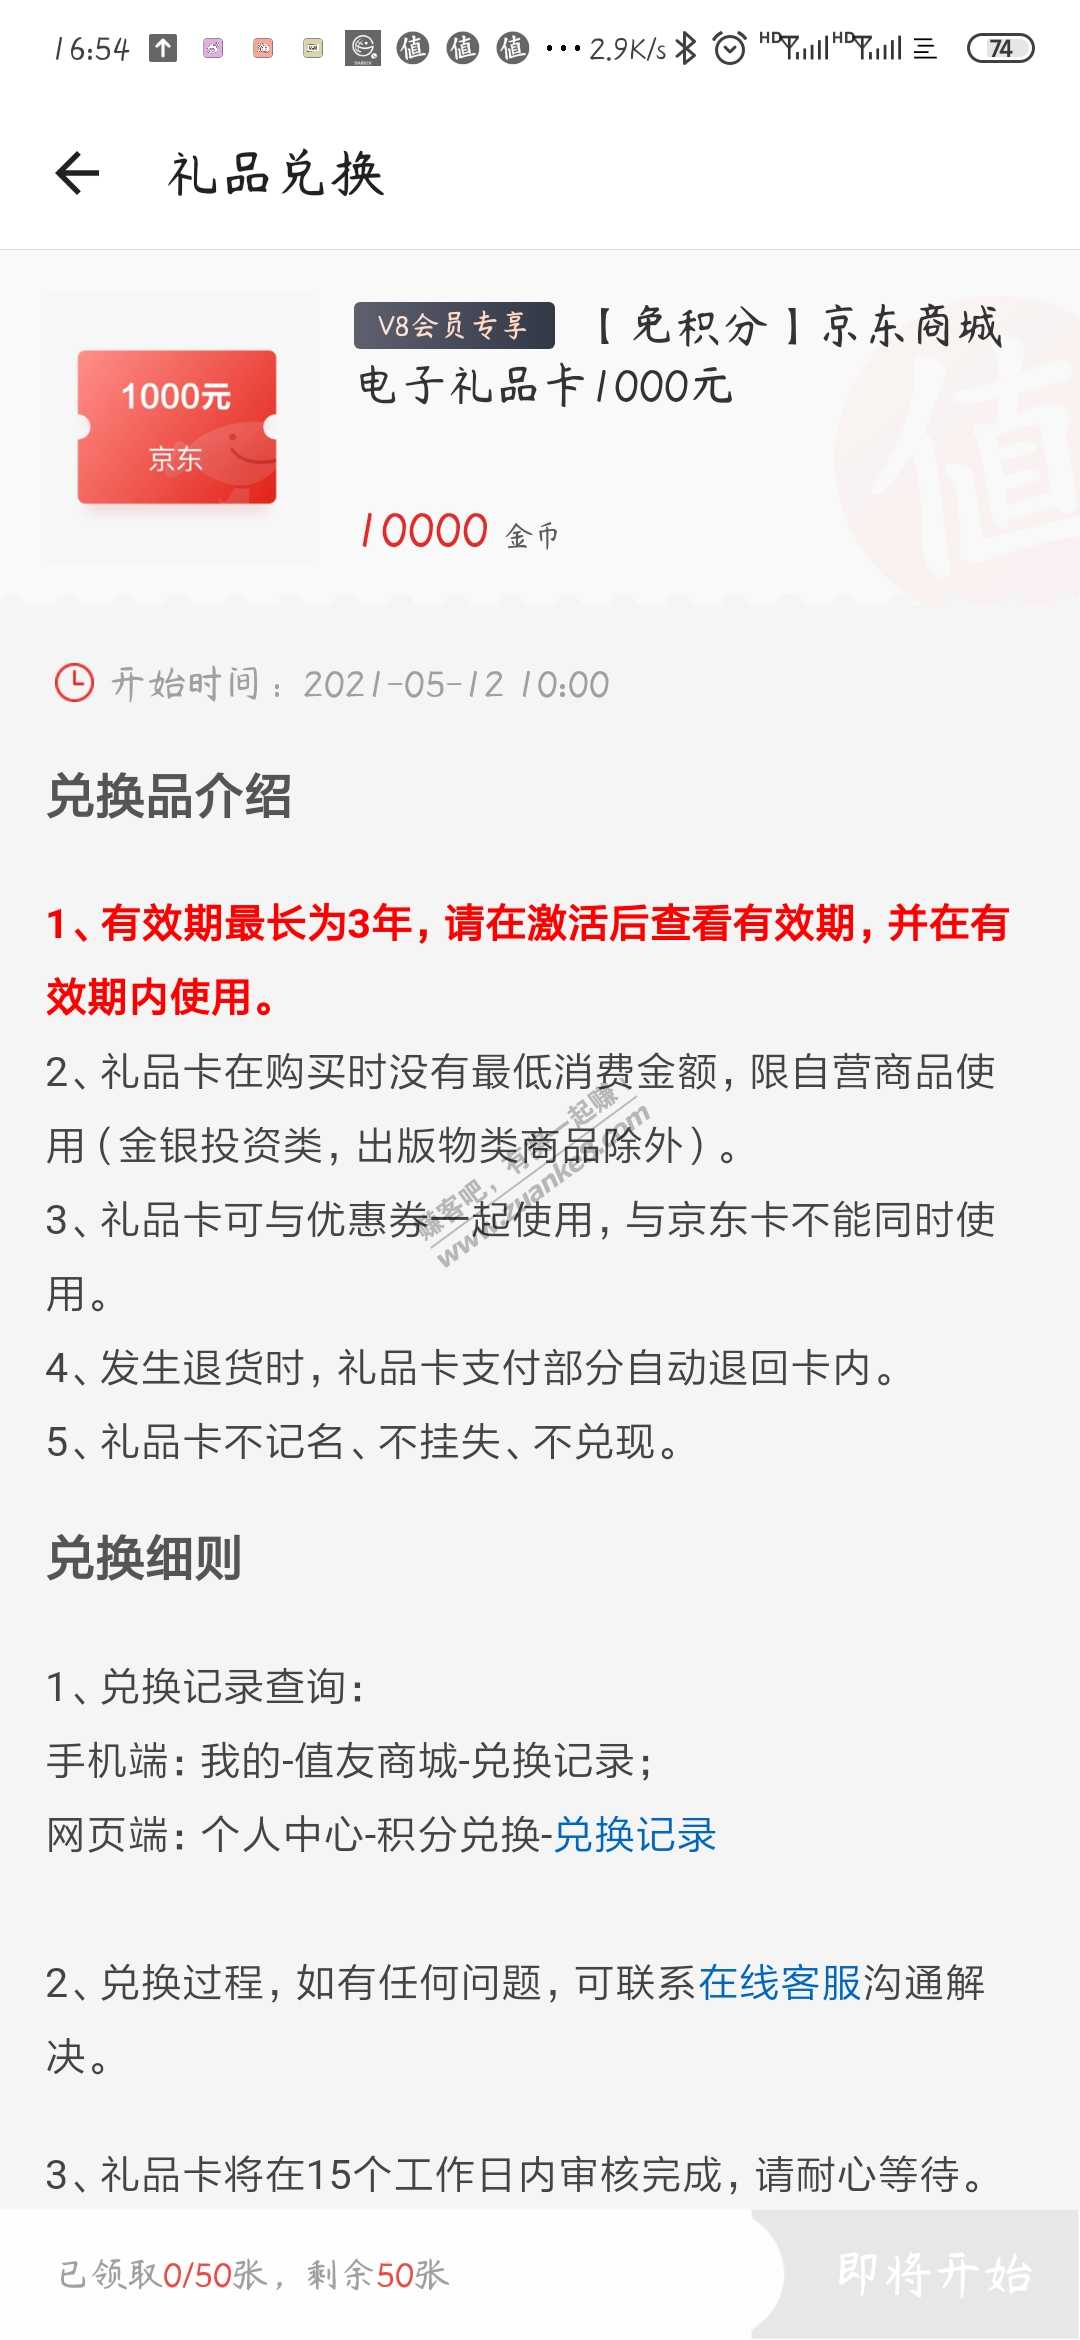 16:54 值 值 值 ··· 2.9K/s HD HD 74
礼品兑换
V8会员专享 【免积分】京东商城
电子礼品卡1000元
1000元
京东
10000 金币
值
开始时间：2021-05-12 10:00
兑换品介绍
1、有效期最长为3年，请在激活后查看有效期，并在有
效期内使用。
2、礼品卡在购买时没有最低消费金额，限自营商品使
用（金银投资类，出版物类商品除外）。
3、礼品卡可与优惠券一起使用，与京东卡不能同时使
用。
4、发生退货时，礼品卡支付部分自动退回卡内。
5、礼品卡不记名、不挂失、不兑现。
赚客吧，有奖一起赚！
www.zuanke8.com
兑换细则
1、兑换记录查询：
手机端：我的-值友商城-兑换记录；
网页端：个人中心-积分兑换-兑换记录
2、兑换过程，如有任何问题，可联系在线客服沟通解
决。
3、礼品卡将在15个工作日内审核完成，请耐心等待。
已领取0/50张，剩余50张
即将开始